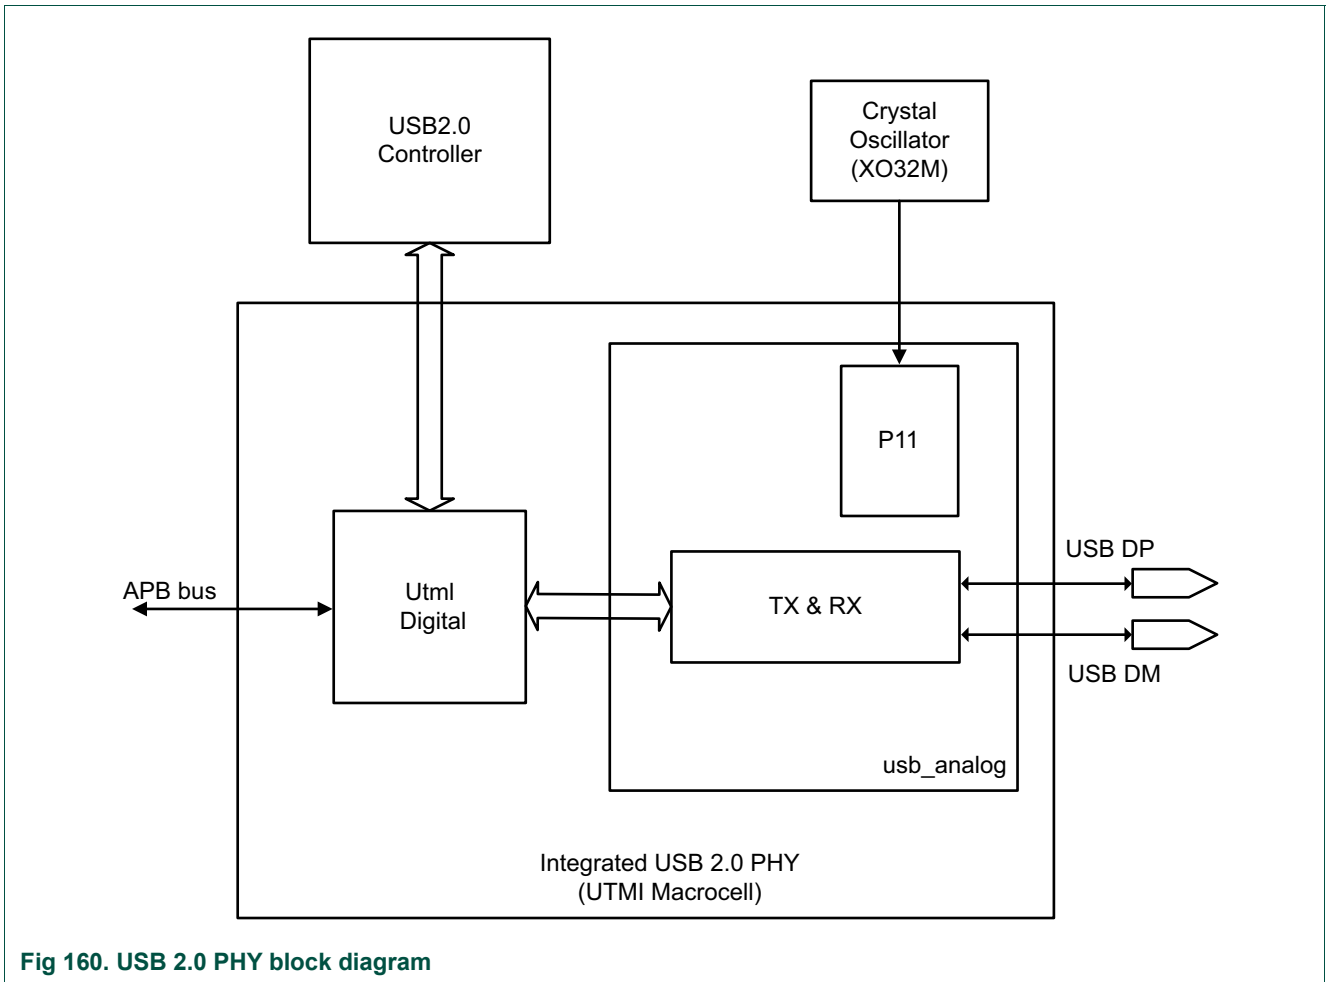 USB2.0
Controller
Crystal
Oscillator
(XO32M)
P11
USB DP
APB bus
Utml
Digital
TX & RX
USB DM
usb_analog
Integrated USB 2.0 PHY
(UTMI Macrocell)
Fig 160. USB 2.0 PHY block diagram